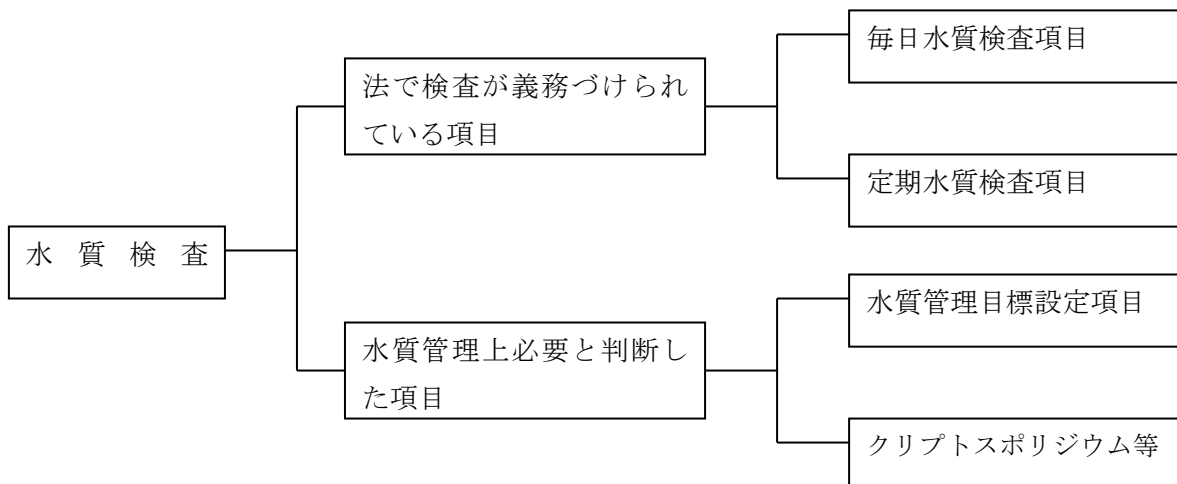 毎日水質検査項目
法で検査が義務づけられ
ている項目
定期水質検査項目
水質検査
水質管理目標設定項目
水質管理上必要と判断し
た項目
クリプトスポリジウム等